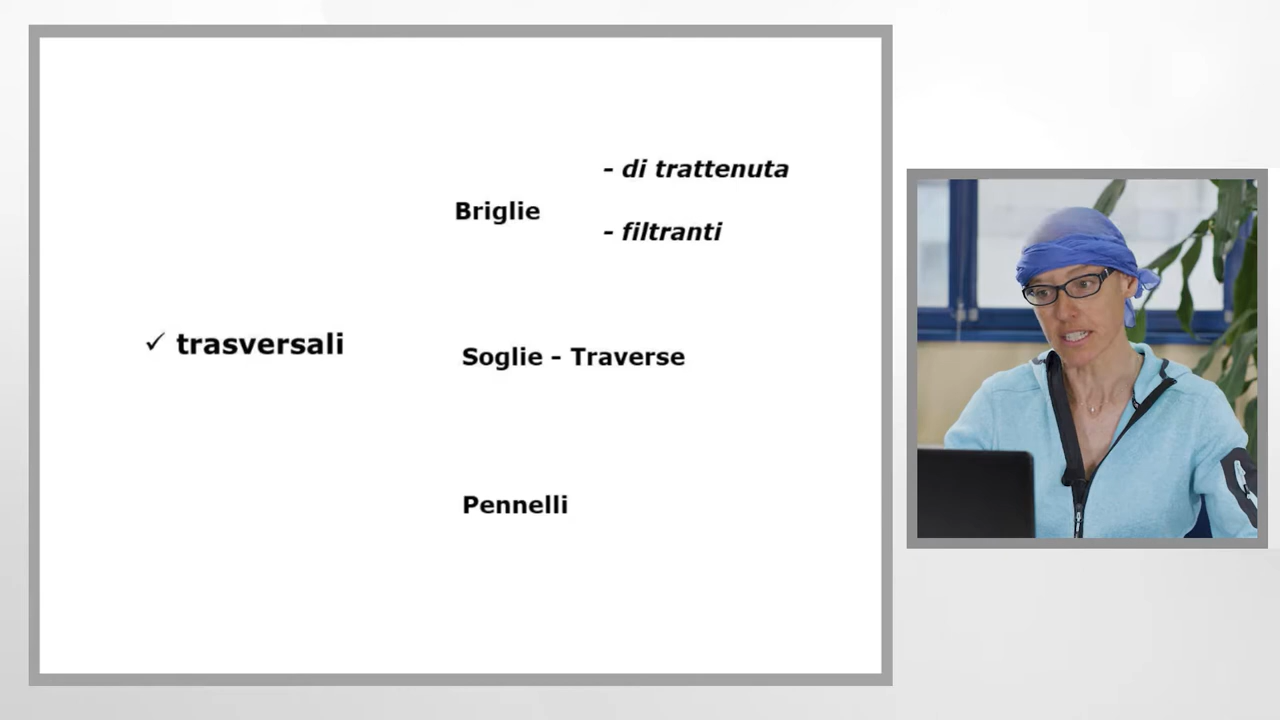 - di trattenuta
Briglie
- filtranti
✓ trasversali
Soglie - Traverse
Pennelli